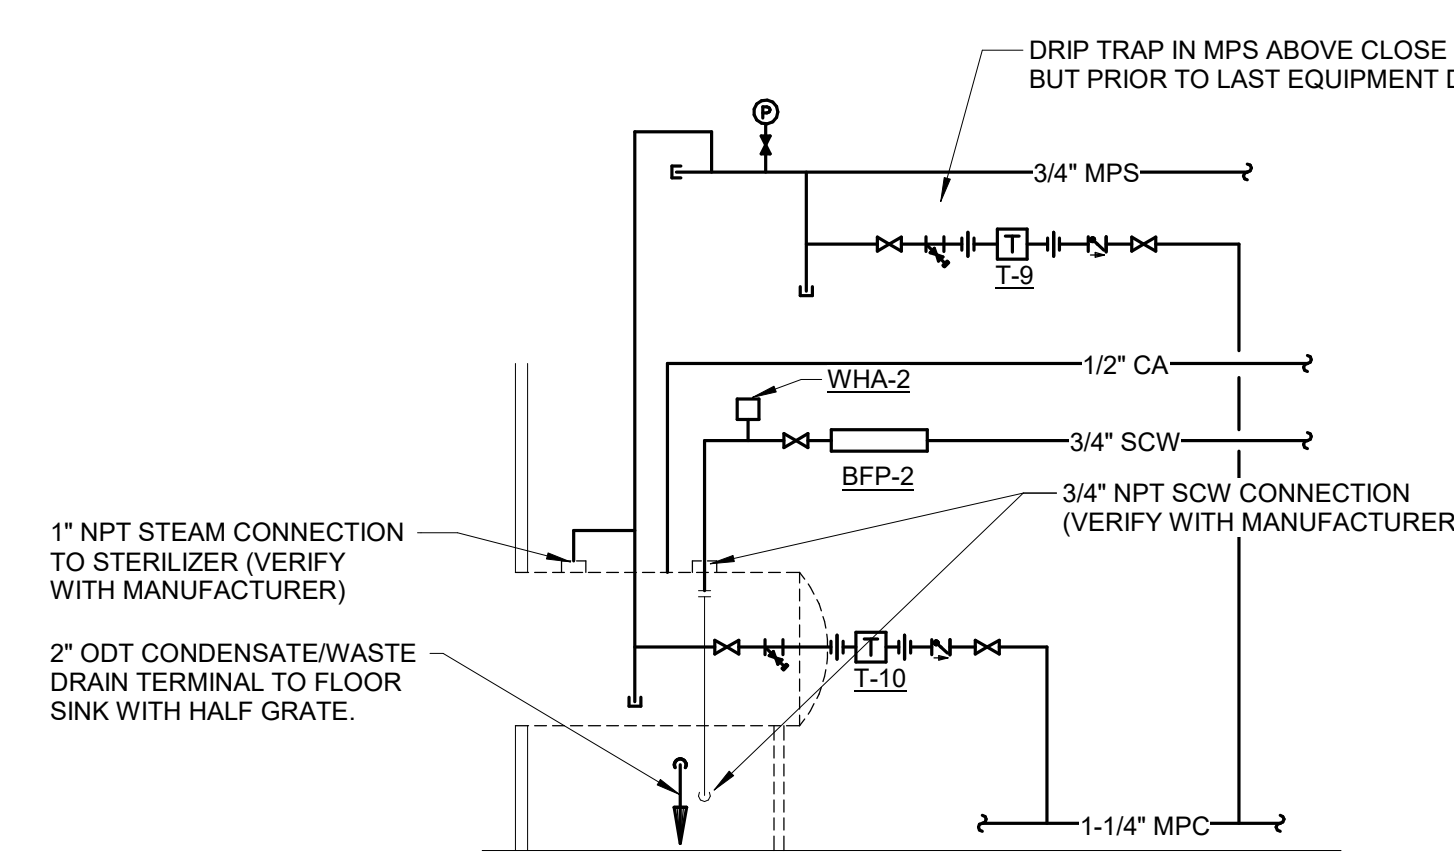 DRIP TRAP IN MPS ABOVE CLOSE
BUT PRIOR TO LAST EQUIPMENT D
P
3/4" MPS
T
T-9
1/2" CA
WHA-2
3/4" SCW
BFP-2
3/4" NPT SCW CONNECTION
(VERIFY WITH MANUFACTURER
1" NPT STEAM CONNECTION
TO STERILIZER (VERIFY
WITH MANUFACTURER)
2" ODT CONDENSATE/WASTE
DRAIN TERMINAL TO FLOOR
SINK WITH HALF GRATE.
T
T-10
1-1/4" MPC